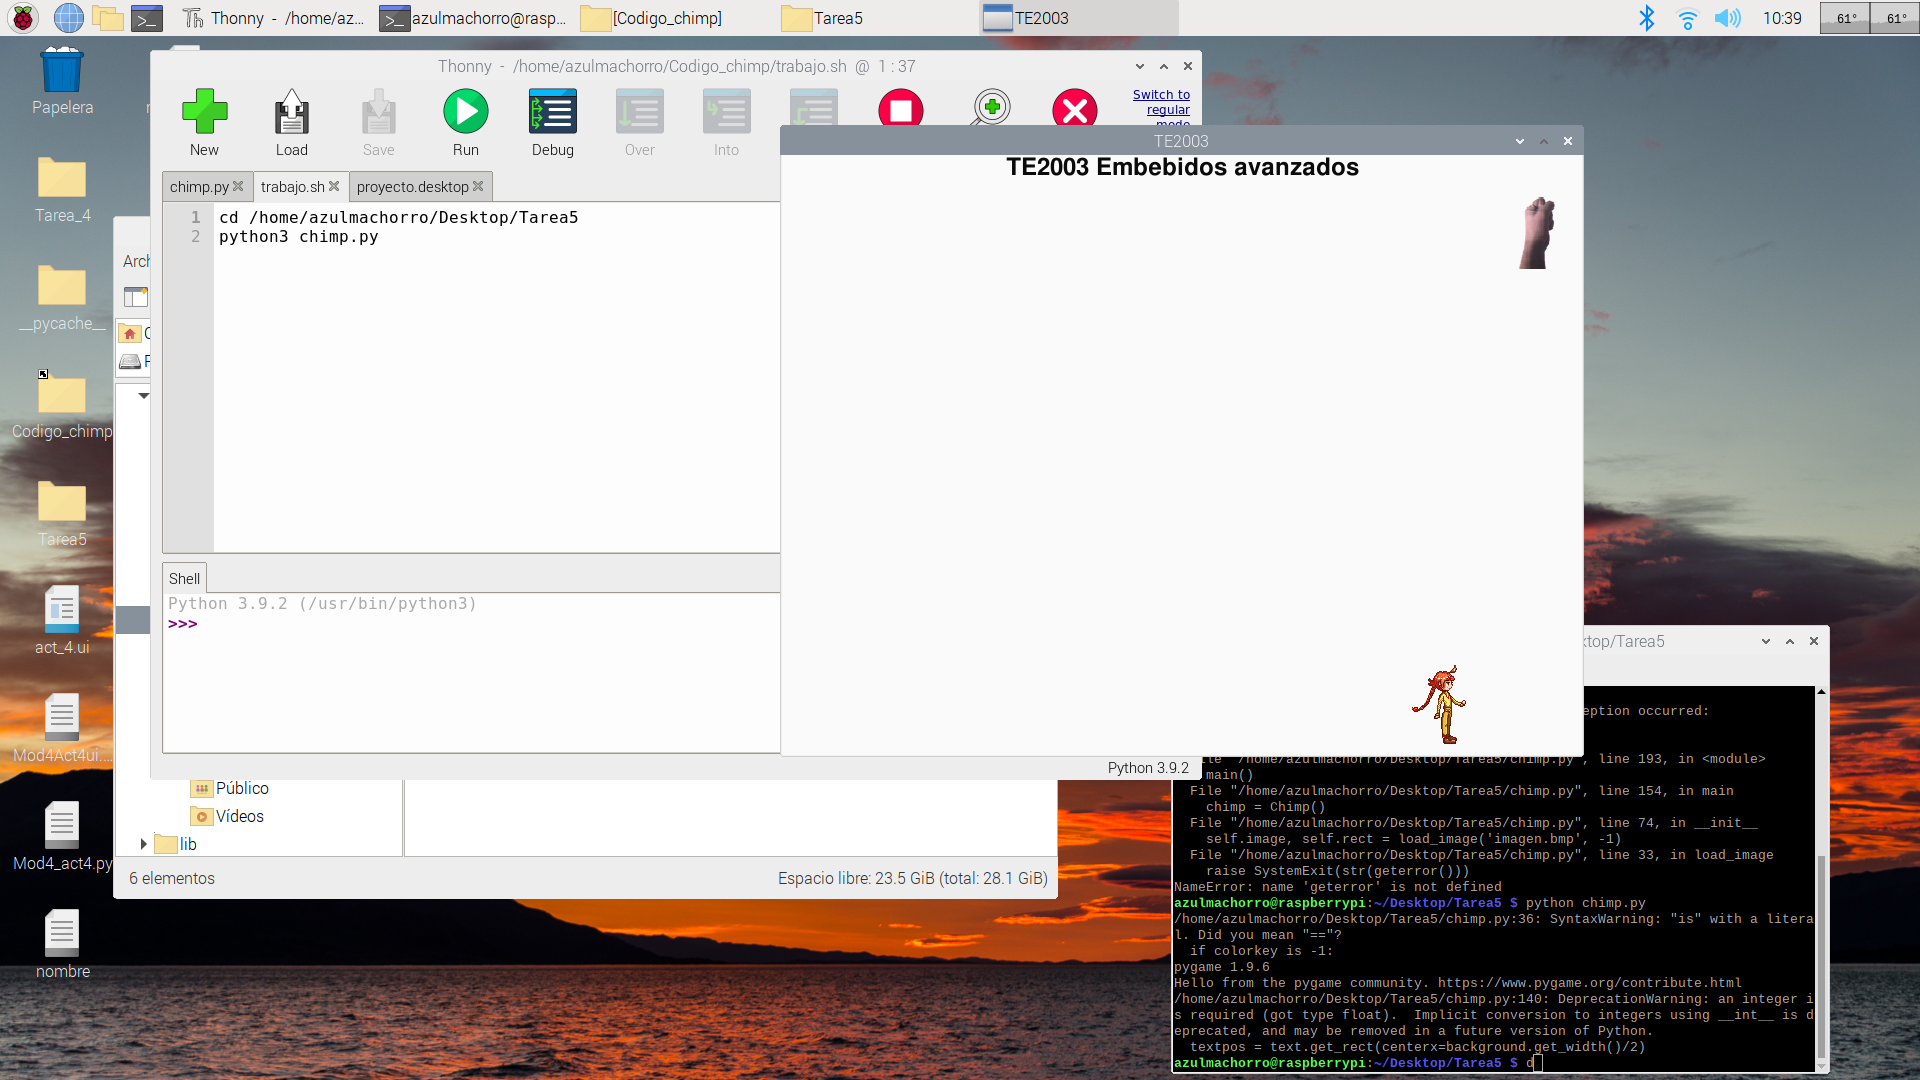 Thonny - /home/az...
azulmachorro@rasp...
[Codigo_chimp]
Tarea5
TE2003
10:39
61°
61°
Papelera
Tarea_4
__pycache__
Codigo_chimp
Tarea5
act_4.ui
Mod4Act4ui....
Mod4_act4.py
nombre
Thonny - /home/azulmachorro/Codigo_chimp/trabajo.sh @ 1 : 37
New
Load
Save
Run
Debug
Over
Into
Switch to
regular
mode
chimp.py
trabajo.sh
proyecto.desktop
1 cd /home/azulmachorro/Desktop/Tarea5
2 python3 chimp.py
Shell
Python 3.9.2 (/usr/bin/python3)
>>>
Python 3.9.2
TE2003
TE2003 Embebidos avanzados
Arch
Público
Vídeos
lib
6 elementos
Espacio libre: 23.5 GiB (total: 28.1 GiB)
ktop/Tarea5
eption occurred:
File "/home/azulmachorro/Desktop/Tarea5/chimp.py", line 193, in <module>
main()
File "/home/azulmachorro/Desktop/Tarea5/chimp.py", line 154, in main
chimp = Chimp()
File "/home/azulmachorro/Desktop/Tarea5/chimp.py", line 74, in __init__
self.image, self.rect = load_image('imagen.bmp', -1)
File "/home/azulmachorro/Desktop/Tarea5/chimp.py", line 33, in load_image
raise SystemExit(str(geterror()))
NameError: name 'geterror' is not defined
azulmachorro@raspberrypi:~/Desktop/Tarea5 $ python chimp.py
/home/azulmachorro/Desktop/Tarea5/chimp.py:36: SyntaxWarning: "is" with a litera
l. Did you mean "=="?
if colorkey is -1:
pygame 1.9.6
Hello from the pygame community. https://www.pygame.org/contribute.html
/home/azulmachorro/Desktop/Tarea5/chimp.py:140: DeprecationWarning: an integer i
s required (got type float).  Implicit conversion to integers using __int__ is d
eprecated, and may be removed in a future version of Python.
textpos = text.get_rect(centerx=background.get_width()/2)
azulmachorro@raspberrypi:~/Desktop/Tarea5 $ d